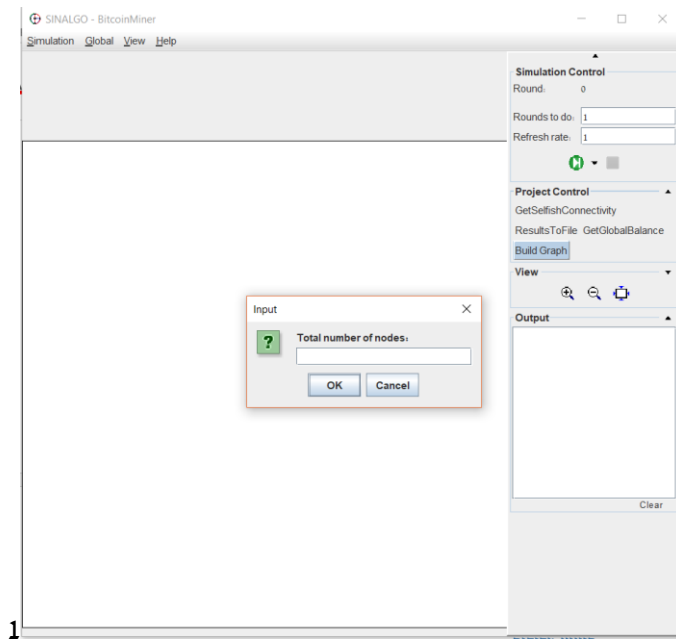 SINALGO - BitcoinMiner
Simulation Global View Help
Simulation Control
Round: 0
Rounds to do: 1
Refresh rate: 1
Project Control
GetSelfishConnectivity
ResultsToFile GetGlobalBalance
Build Graph
View
Input
Total number of nodes:
?
OK Cancel
Output
Clear
1